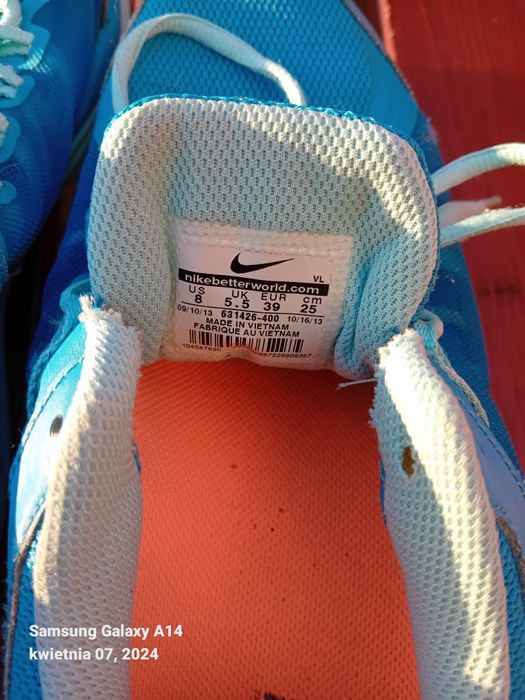 VL
nikebetterworld.com
US UK EUR cm
8 5.5 39 25
09/10/13 631426-400 10/16/13
MADE IN VIETNAM
FABRIQUE AU VIETNAM
Samsung Galaxy A14
kwietnia 07, 2024